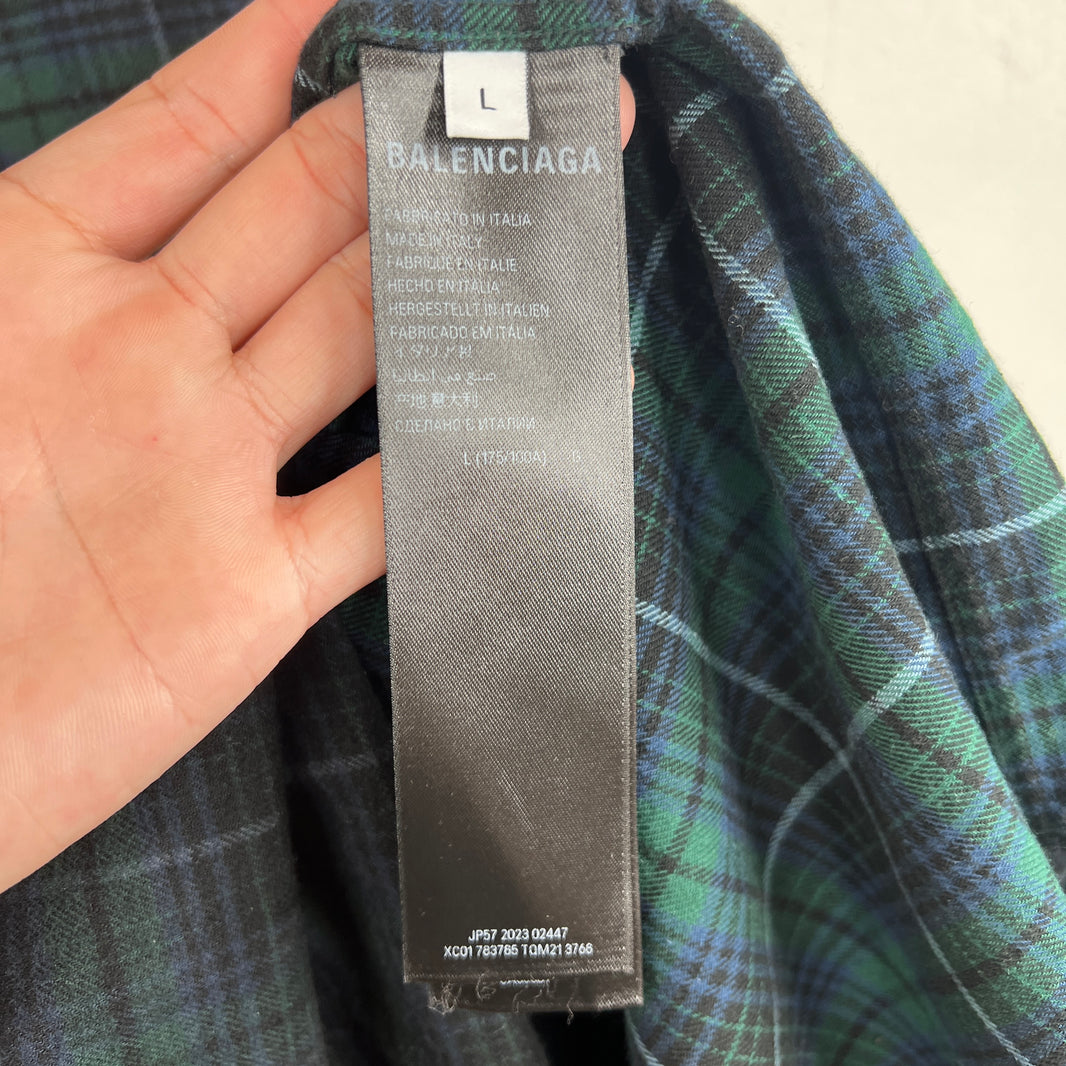 L
BALENCIAGA
FABBRICATO IN ITALIA
MADE IN ITALY
FABRIQUE EN ITALIE
HECHO EN ITALIA
HERGESTELLT IN ITALIEN
FABRICADO EM ITÁLIA
イタリア製
صنع في إيطاليا
产地 意大利
СДЕЛАНО В ИТАЛИИ
L (175/100A)
JP57 2023 02447
XC01 783765 TQM21 3766